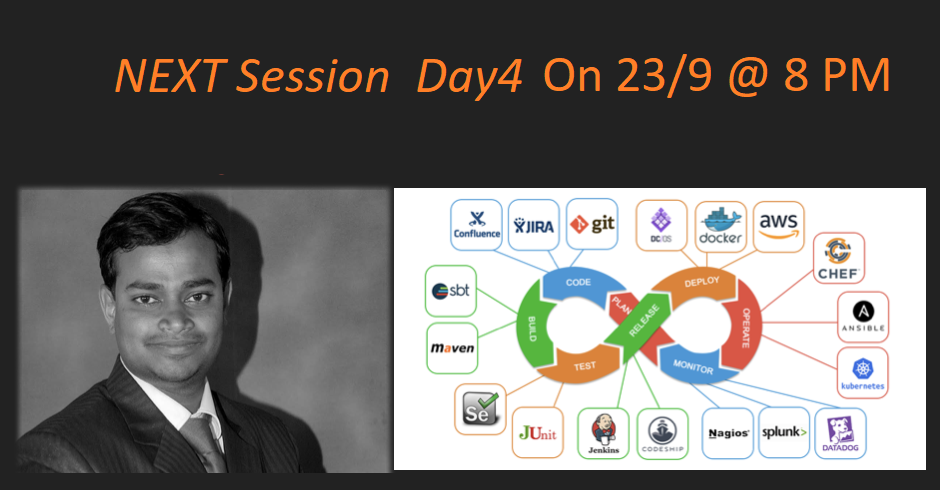 NEXT Session Day4 On 23/9 @ 8 PM
Confluence
JIRA
git
DC/OS
docker
aws
CHEF
sbt
CODE
DEPLOY
PLAN
RELEASE
BUILD
OPERATE
ANSIBLE
maven
TEST
MONITOR
kubernetes
Se
JUnit
Jenkins
CODESHIP
Nagios
splunk>
DATADOG